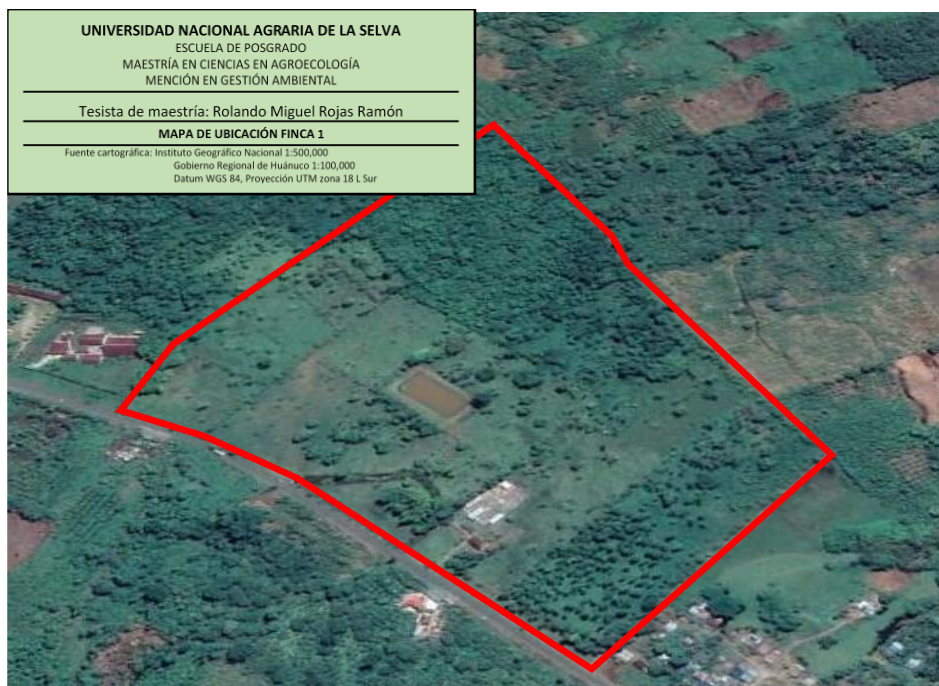 UNIVERSIDAD NACIONAL AGRARIA DE LA SELVA
ESCUELA DE POSGRADO
MAESTRÍA EN CIENCIAS EN AGROECOLOGÍA
MENCIÓN EN GESTIÓN AMBIENTAL
Tesista de maestría: Rolando Miguel Rojas Ramón
MAPA DE UBICACIÓN FINCA 1
Fuente cartográfica: Instituto Geográfico Nacional 1:500,000
Gobierno Regional de Huánuco 1:100,000
Datum WGS 84, Proyección UTM zona 18 L Sur